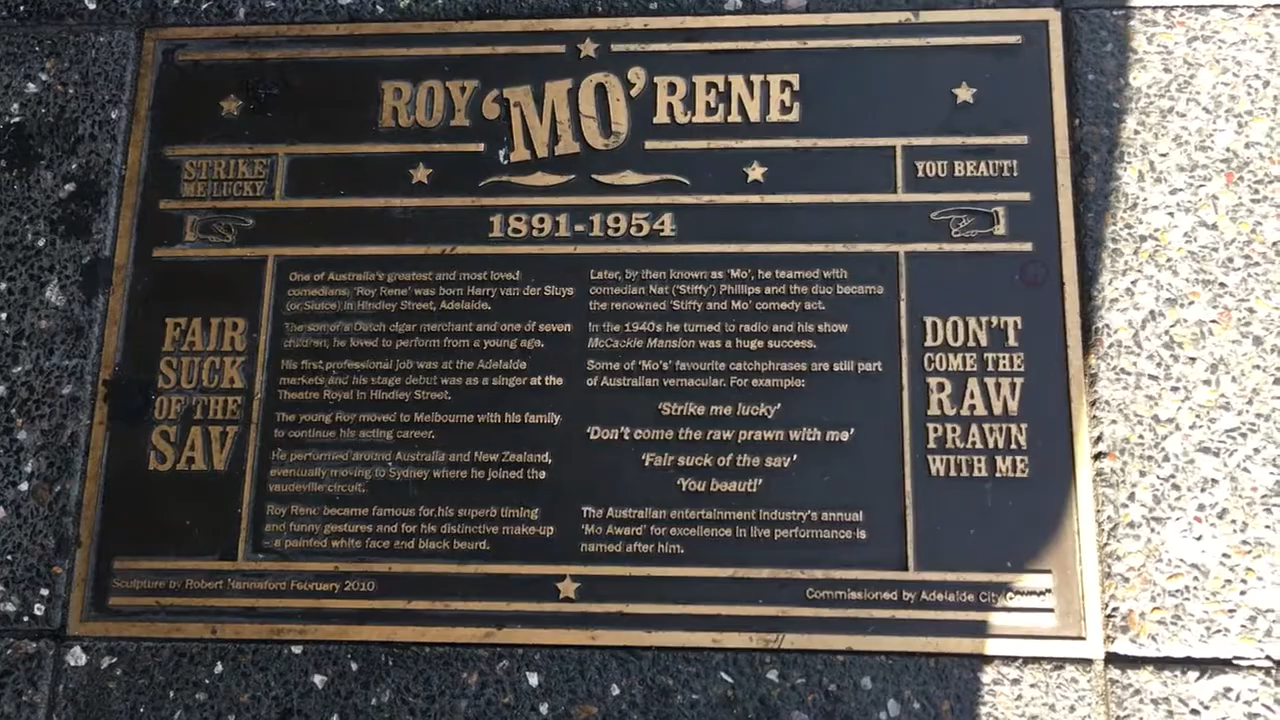 ROY 'MO' RENE
STRIKE
ME LUCKY
YOU BEAUT!
1891-1954
FAIR
SUCK
OF THE
SAV
One of Australia's greatest and most loved
comedians, 'Roy Rene' was born Harry van der Sluys
(or Sluice) in Hindley Street, Adelaide.
The son of a Dutch cigar merchant and one of seven
children, he loved to perform from a young age.
His first professional job was at the Adelaide
markets and his stage debut was as a singer at the
Theatre Royal in Hindley Street.
The young Roy moved to Melbourne with his family
to continue his acting career.
He performed around Australia and New Zealand,
eventually moving to Sydney where he joined the
vaudeville circuit.
Roy Rene became famous for his superb timing
and funny gestures and for his distinctive make-up
– a painted white face and black beard.
Later, by then known as 'Mo', he teamed with
comedian Nat ('Stiffy') Phillips and the duo became
the renowned 'Stiffy and Mo' comedy act.
In the 1940s he turned to radio and his show
McCackie Mansion was a huge success.
Some of 'Mo's' favourite catchphrases are still part
of Australian vernacular. For example:
'Strike me lucky'
'Don't come the raw prawn with me'
'Fair suck of the sav'
'You beaut!'
The Australian entertainment industry's annual
'Mo Award' for excellence in live performance is
named after him.
DON'T
COME THE
RAW
PRAWN
WITH ME
Sculpture by Robert Hannaford February 2010
Commissioned by Adelaide City Council